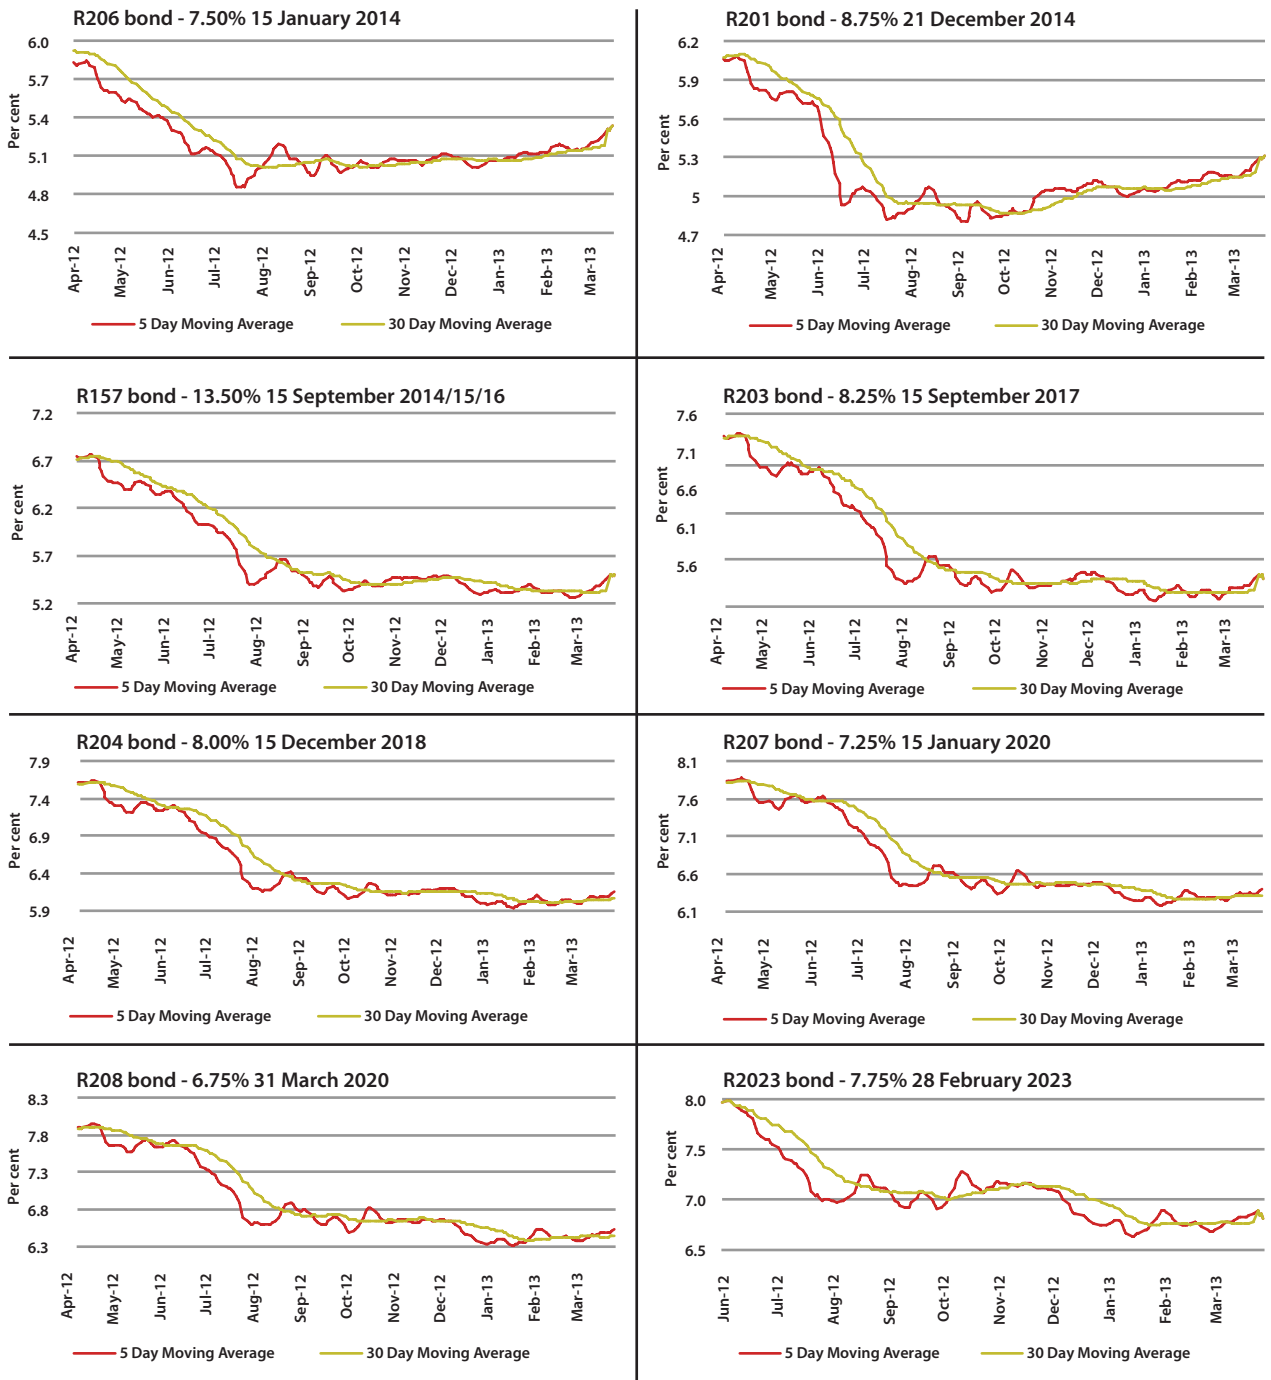 R206 bond - 7.50% 15 January 2014
Per cent
6.0
5.7
5.4
5.1
4.8
4.5
Apr-12
May-12
Jun-12
Jul-12
Aug-12
Sep-12
Oct-12
Nov-12
Dec-12
Jan-13
Feb-13
Mar-13
5 Day Moving Average
30 Day Moving Average
R201 bond - 8.75% 21 December 2014
Per cent
6.2
5.9
5.6
5.3
5
4.7
Apr-12
May-12
Jun-12
Jul-12
Aug-12
Sep-12
Oct-12
Nov-12
Dec-12
Jan-13
Feb-13
Mar-13
5 Day Moving Average
30 Day Moving Average
R157 bond - 13.50% 15 September 2014/15/16
Per cent
7.2
6.7
6.2
5.7
5.2
Apr-12
May-12
Jun-12
Jul-12
Aug-12
Sep-12
Oct-12
Nov-12
Dec-12
Jan-13
Feb-13
Mar-13
5 Day Moving Average
30 Day Moving Average
R203 bond - 8.25% 15 September 2017
Per cent
7.6
7.1
6.6
6.1
5.6
Apr-12
May-12
Jun-12
Jul-12
Aug-12
Sep-12
Oct-12
Nov-12
Dec-12
Jan-13
Feb-13
Mar-13
5 Day Moving Average
30 Day Moving Average
R204 bond - 8.00% 15 December 2018
Per cent
7.9
7.4
6.9
6.4
5.9
Apr-12
May-12
Jun-12
Jul-12
Aug-12
Sep-12
Oct-12
Nov-12
Dec-12
Jan-13
Feb-13
Mar-13
5 Day Moving Average
30 Day Moving Average
R207 bond - 7.25% 15 January 2020
Per cent
8.1
7.6
7.1
6.6
6.1
Apr-12
May-12
Jun-12
Jul-12
Aug-12
Sep-12
Oct-12
Nov-12
Dec-12
Jan-13
Feb-13
Mar-13
5 Day Moving Average
30 Day Moving Average
R208 bond - 6.75% 31 March 2020
Per cent
8.3
7.8
7.3
6.8
6.3
Apr-12
May-12
Jun-12
Jul-12
Aug-12
Sep-12
Oct-12
Nov-12
Dec-12
Jan-13
Feb-13
Mar-13
5 Day Moving Average
30 Day Moving Average
R2023 bond - 7.75% 28 February 2023
Per cent
8.0
7.5
7.0
6.5
Jun-12
Jul-12
Aug-12
Sep-12
Oct-12
Nov-12
Dec-12
Jan-13
Feb-13
Mar-13
5 Day Moving Average
30 Day Moving Average